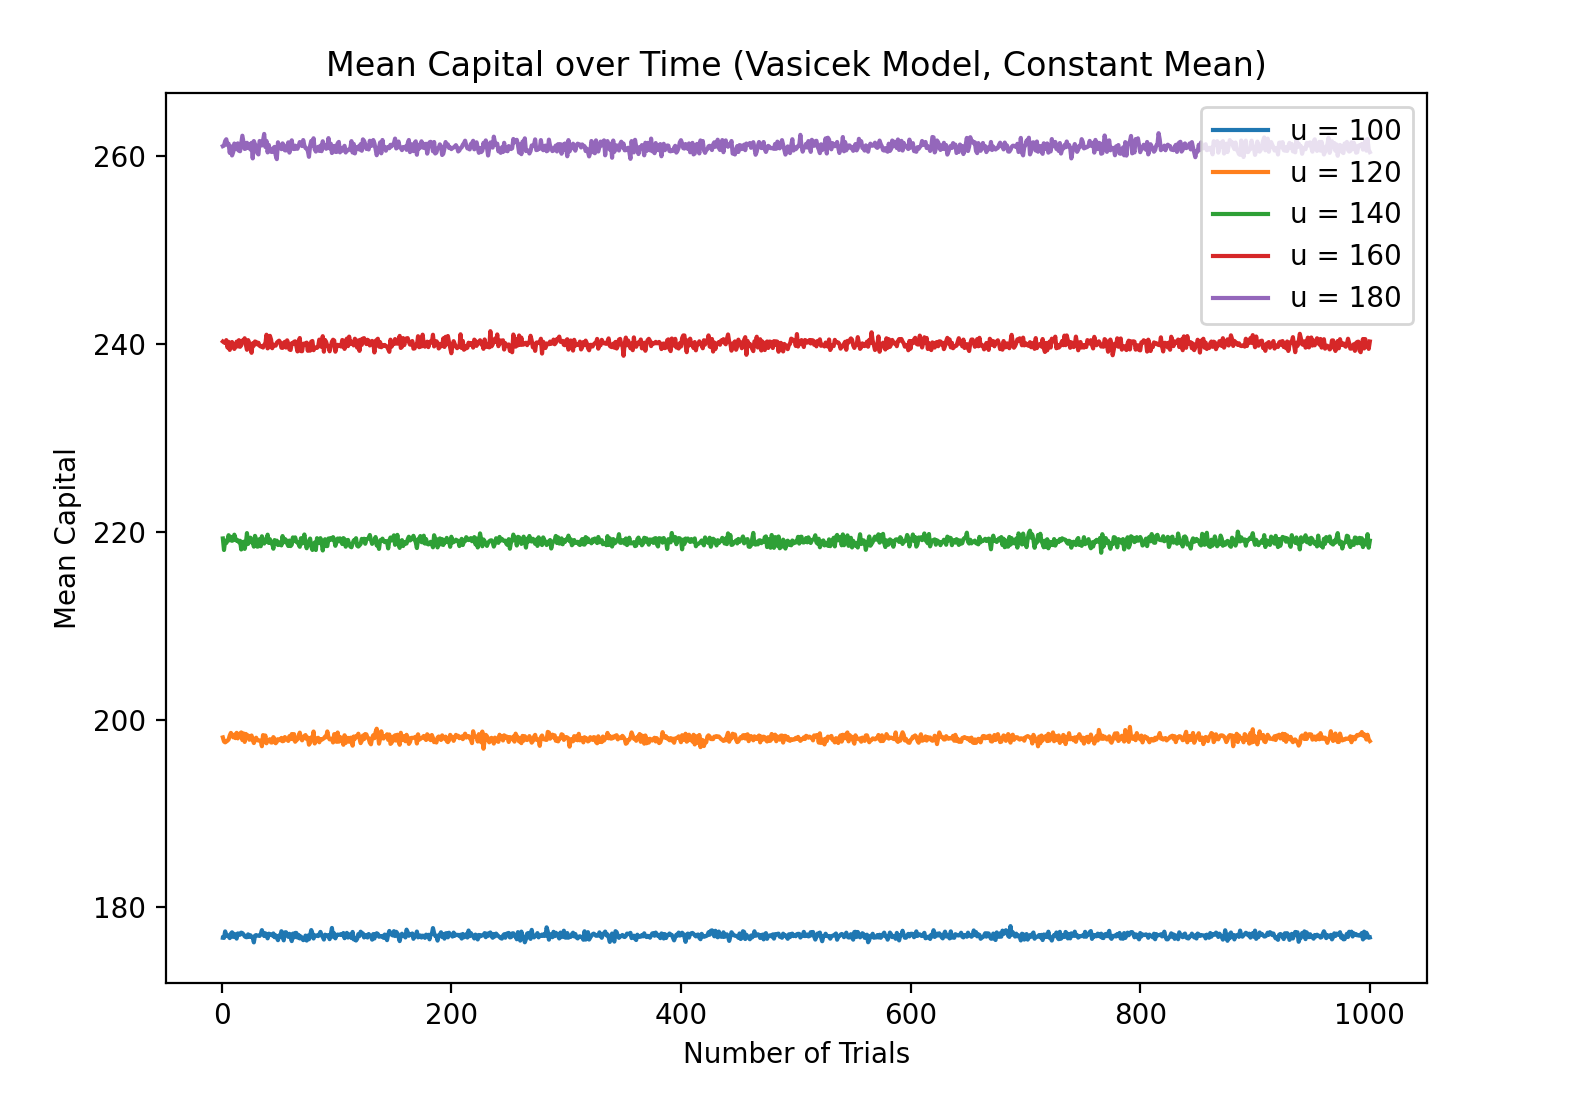 Mean Capital over Time (Vasicek Model, Constant Mean)
u = 100
u = 120
u = 140
u = 160
u = 180
260
240
220
200
180
Mean Capital
0 200 400 600 800 1000
Number of Trials